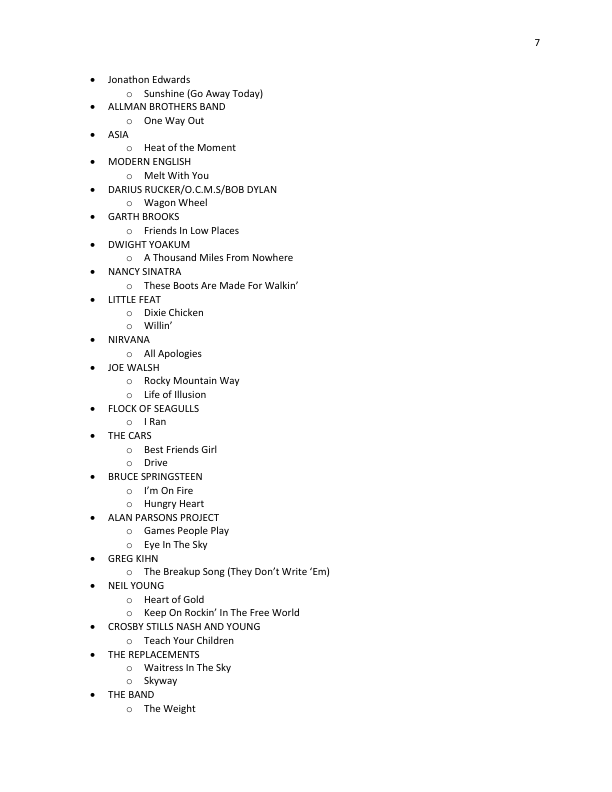 7
• Jonathon Edwards
o Sunshine (Go Away Today)
• ALLMAN BROTHERS BAND
o One Way Out
• ASIA
o Heat of the Moment
• MODERN ENGLISH
o Melt With You
• DARIUS RUCKER/O.C.M.S/BOB DYLAN
o Wagon Wheel
• GARTH BROOKS
o Friends In Low Places
• DWIGHT YOAKUM
o A Thousand Miles From Nowhere
• NANCY SINATRA
o These Boots Are Made For Walkin’
• LITTLE FEAT
o Dixie Chicken
o Willin’
• NIRVANA
o All Apologies
• JOE WALSH
o Rocky Mountain Way
o Life of Illusion
• FLOCK OF SEAGULLS
o I Ran
• THE CARS
o Best Friends Girl
o Drive
• BRUCE SPRINGSTEEN
o I’m On Fire
o Hungry Heart
• ALAN PARSONS PROJECT
o Games People Play
o Eye In The Sky
• GREG KIHN
o The Breakup Song (They Don’t Write ‘Em)
• NEIL YOUNG
o Heart of Gold
o Keep On Rockin’ In The Free World
• CROSBY STILLS NASH AND YOUNG
o Teach Your Children
• THE REPLACEMENTS
o Waitress In The Sky
o Skyway
• THE BAND
o The Weight